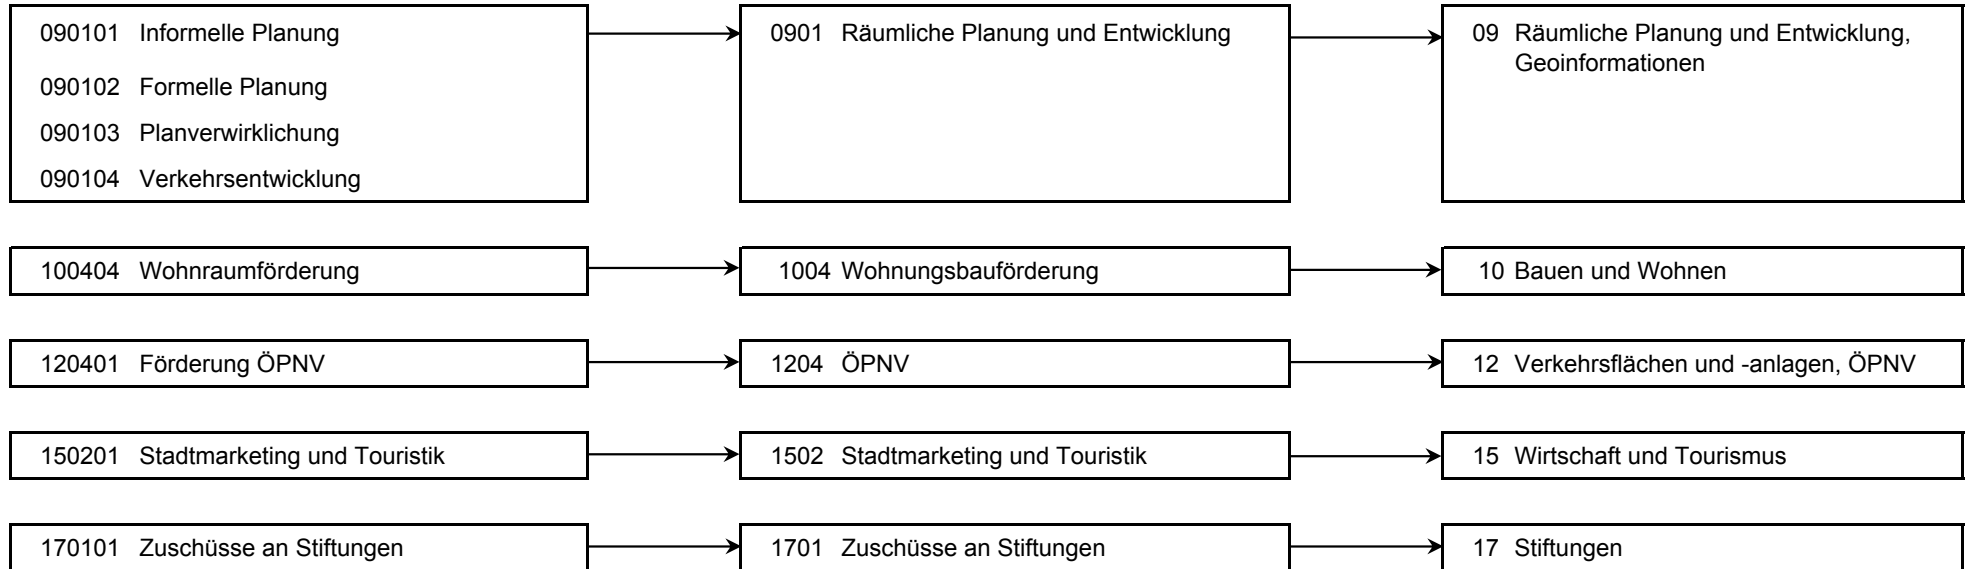 090101 Informelle Planung
090102 Formelle Planung
090103 Planverwirklichung
090104 Verkehrsentwicklung
0901 Räumliche Planung und Entwicklung
09 Räumliche Planung und Entwicklung,
Geoinformationen
100404 Wohnraumförderung
1004 Wohnungsbauförderung
10 Bauen und Wohnen
120401 Förderung ÖPNV
1204 ÖPNV
12 Verkehrsflächen und -anlagen, ÖPNV
150201 Stadtmarketing und Touristik
1502 Stadtmarketing und Touristik
15 Wirtschaft und Tourismus
170101 Zuschüsse an Stiftungen
1701 Zuschüsse an Stiftungen
17 Stiftungen